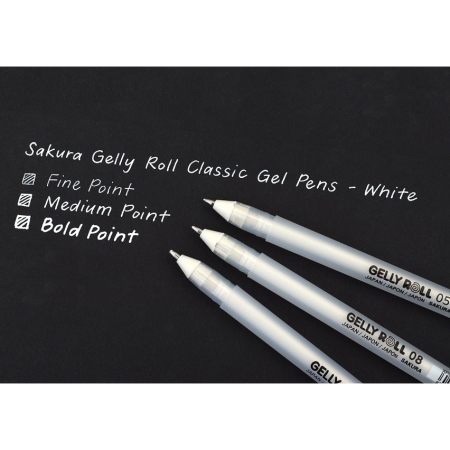 Sakura Gelly Roll Classic Gel Pens - White
Fine Point
Medium Point
Bold Point
GELLY ROLL 05
JAPAN/JAPON/JAPÓN SAKURA
GELLY ROLL 08
JAPAN/JAPON/JAPÓN SAKURA
GELLY